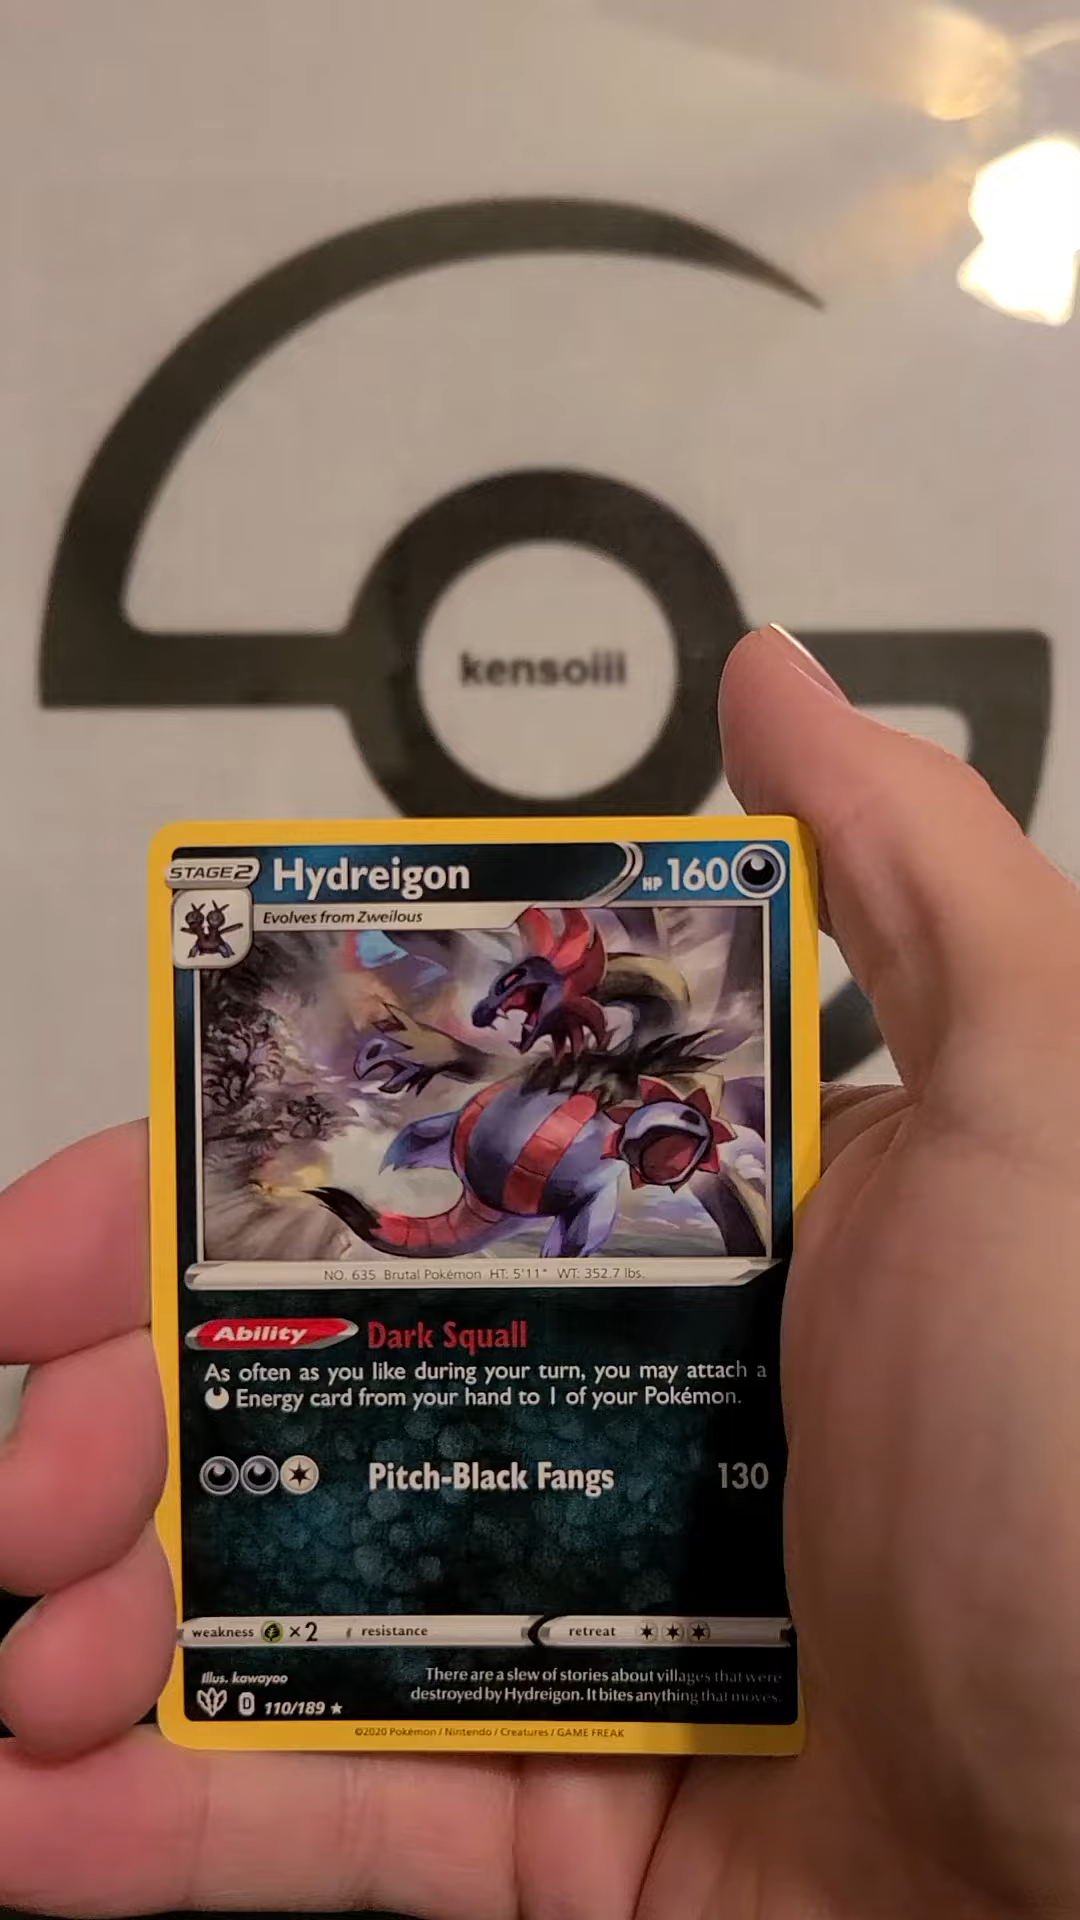 kensoiii
STAGE2 Hydreigon HP 160
Evolves from Zweilous
NO. 635 Brutal Pokémon HT: 5'11" WT: 352.7 lbs.
Ability Dark Squall
As often as you like during your turn, you may attach a
Energy card from your hand to 1 of your Pokémon.
Pitch-Black Fangs 130
weakness ×2 resistance retreat
Illus. kawayoo
There are a slew of stories about villages that were
destroyed by Hydreigon. It bites anything that moves.
D 110/189
©2020 Pokémon / Nintendo / Creatures / GAME FREAK